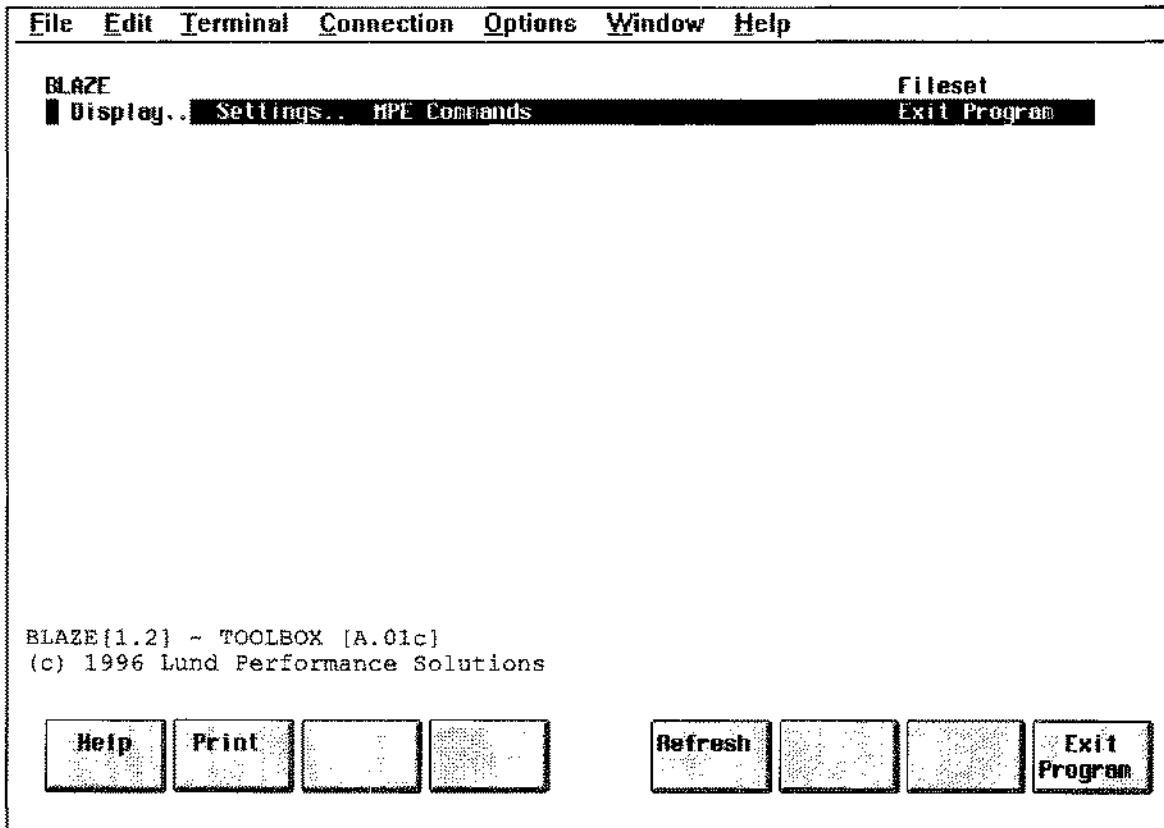 File Edit Terminal Connection Options Window Help
BLAZE Fileset
Display.. Settings.. MPE Commands Exit Program
BLAZE{1.2] ~ TOOLBOX [A.01c]
(c) 1996 Lund Performance Solutions
Help Print Refresh Exit
Program